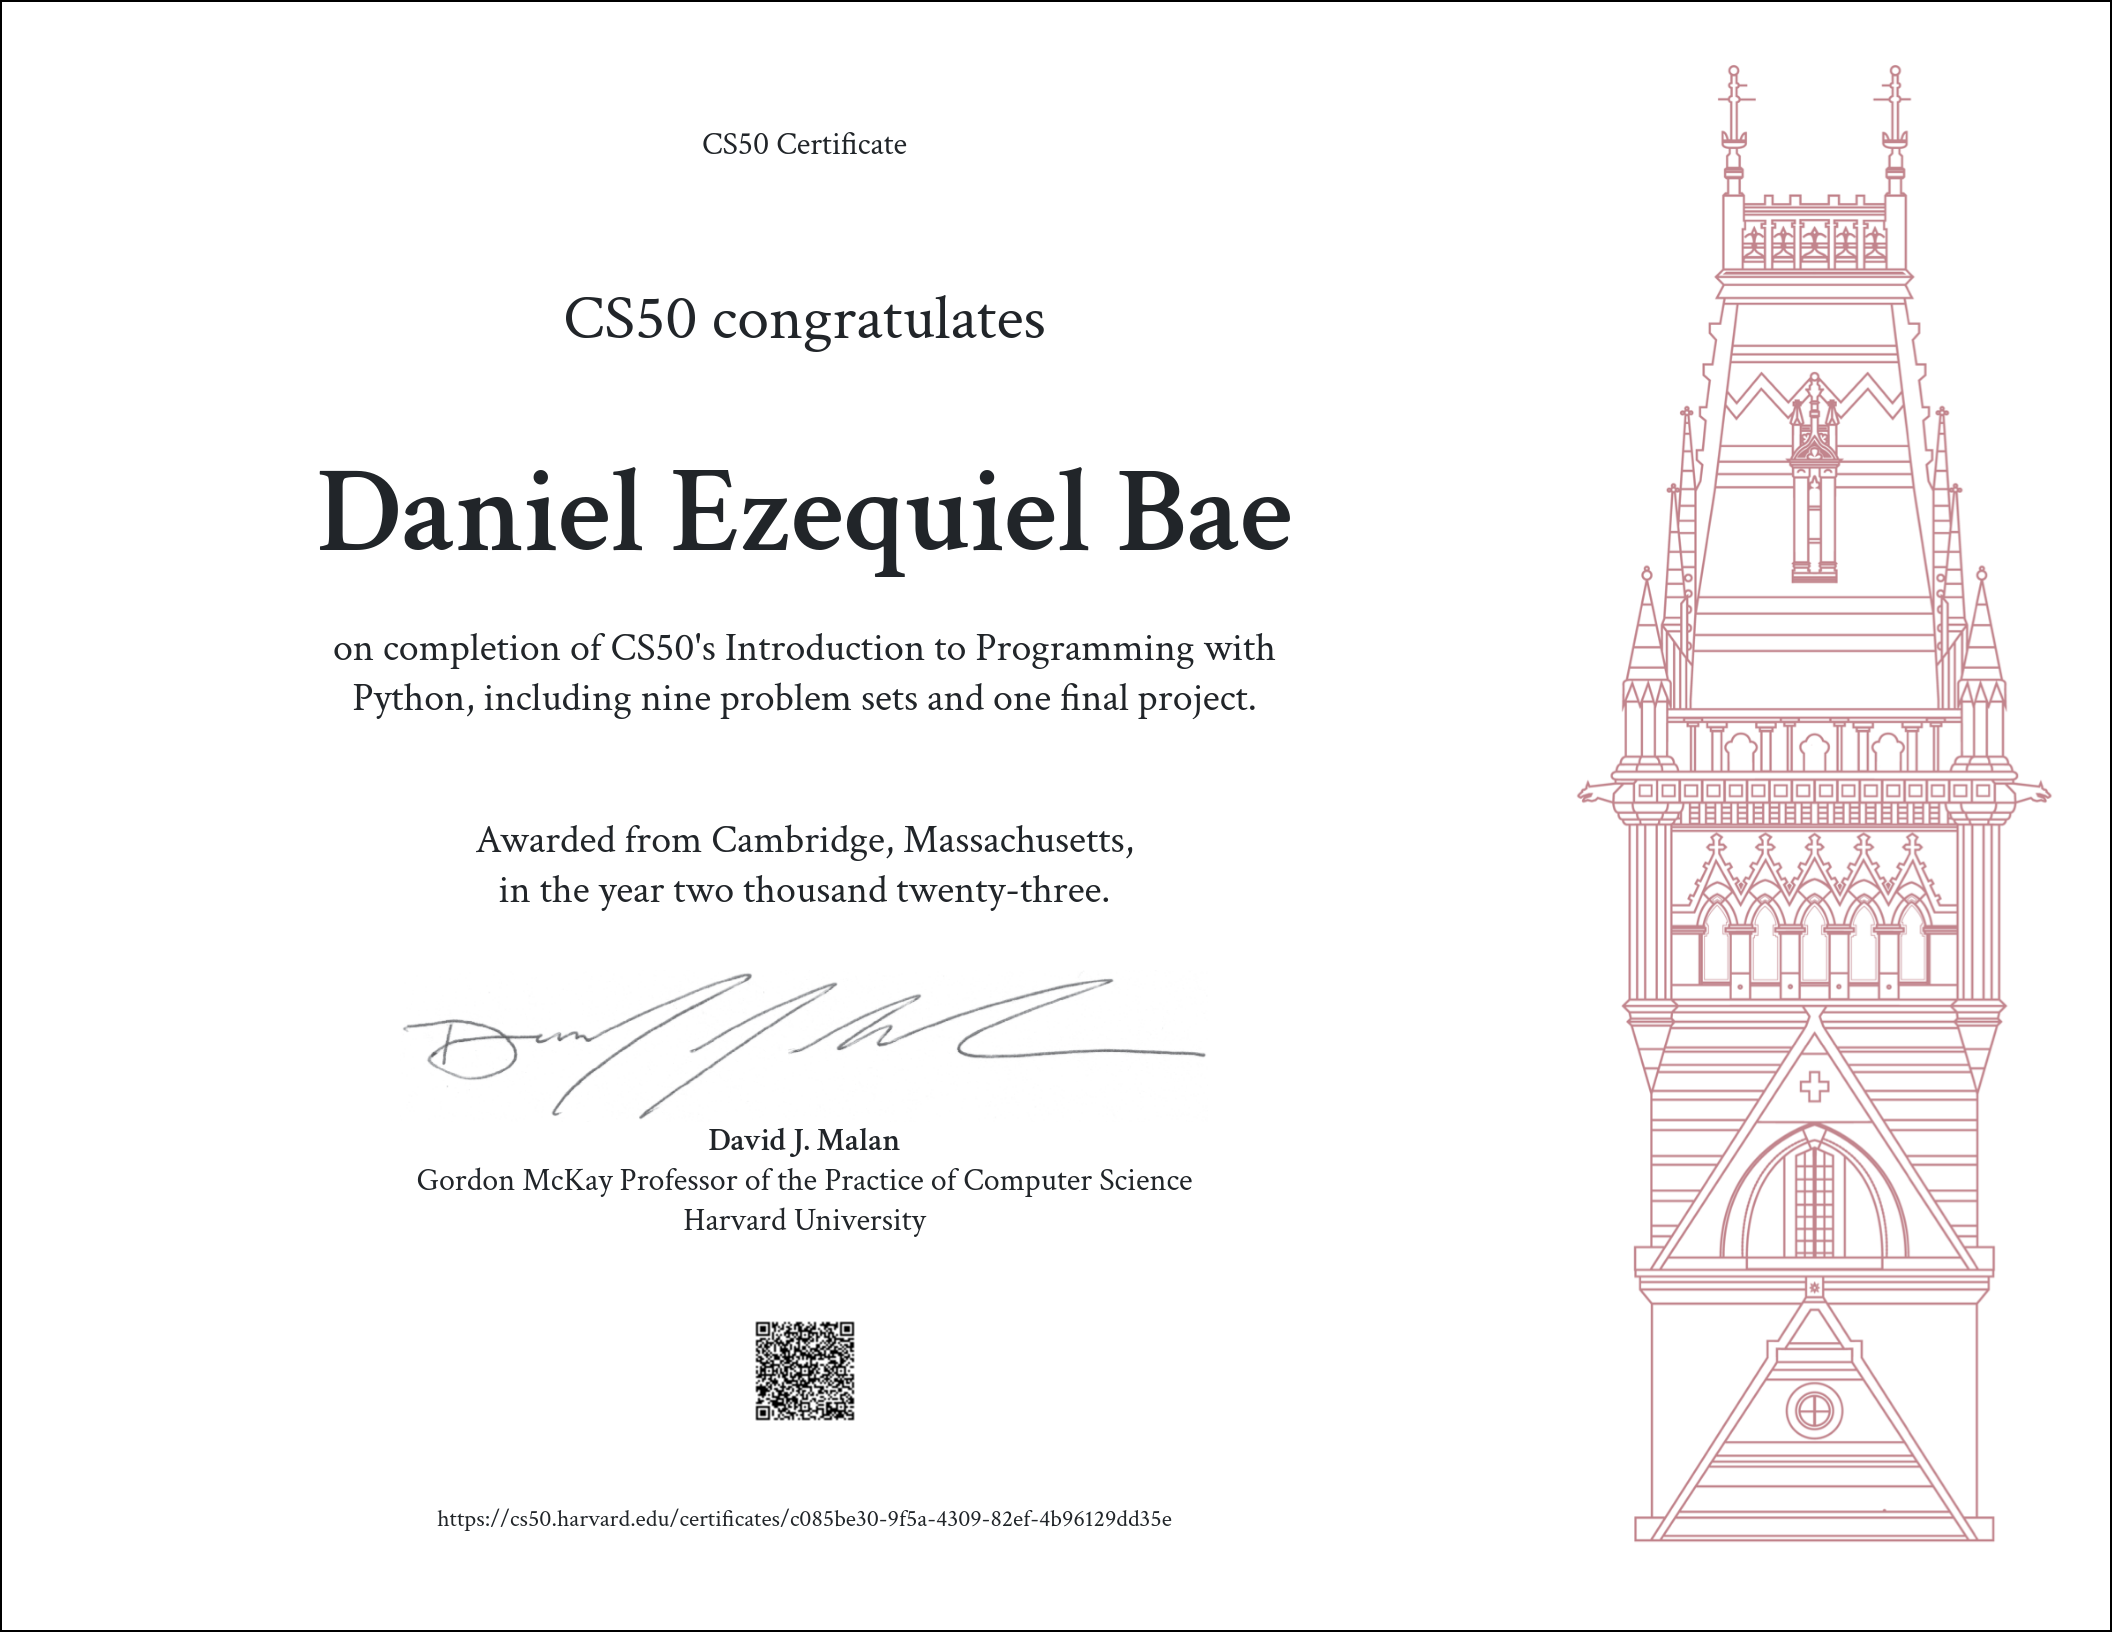 CS50 Certificate
CS50 congratulates
Daniel Ezequiel Bae
on completion of CS50's Introduction to Programming with
Python, including nine problem sets and one final project.
Awarded from Cambridge, Massachusetts,
in the year two thousand twenty-three.
David J. Malan
Gordon McKay Professor of the Practice of Computer Science
Harvard University
https://cs50.harvard.edu/certificates/c085be30-9f5a-4309-82ef-4b96129dd35e